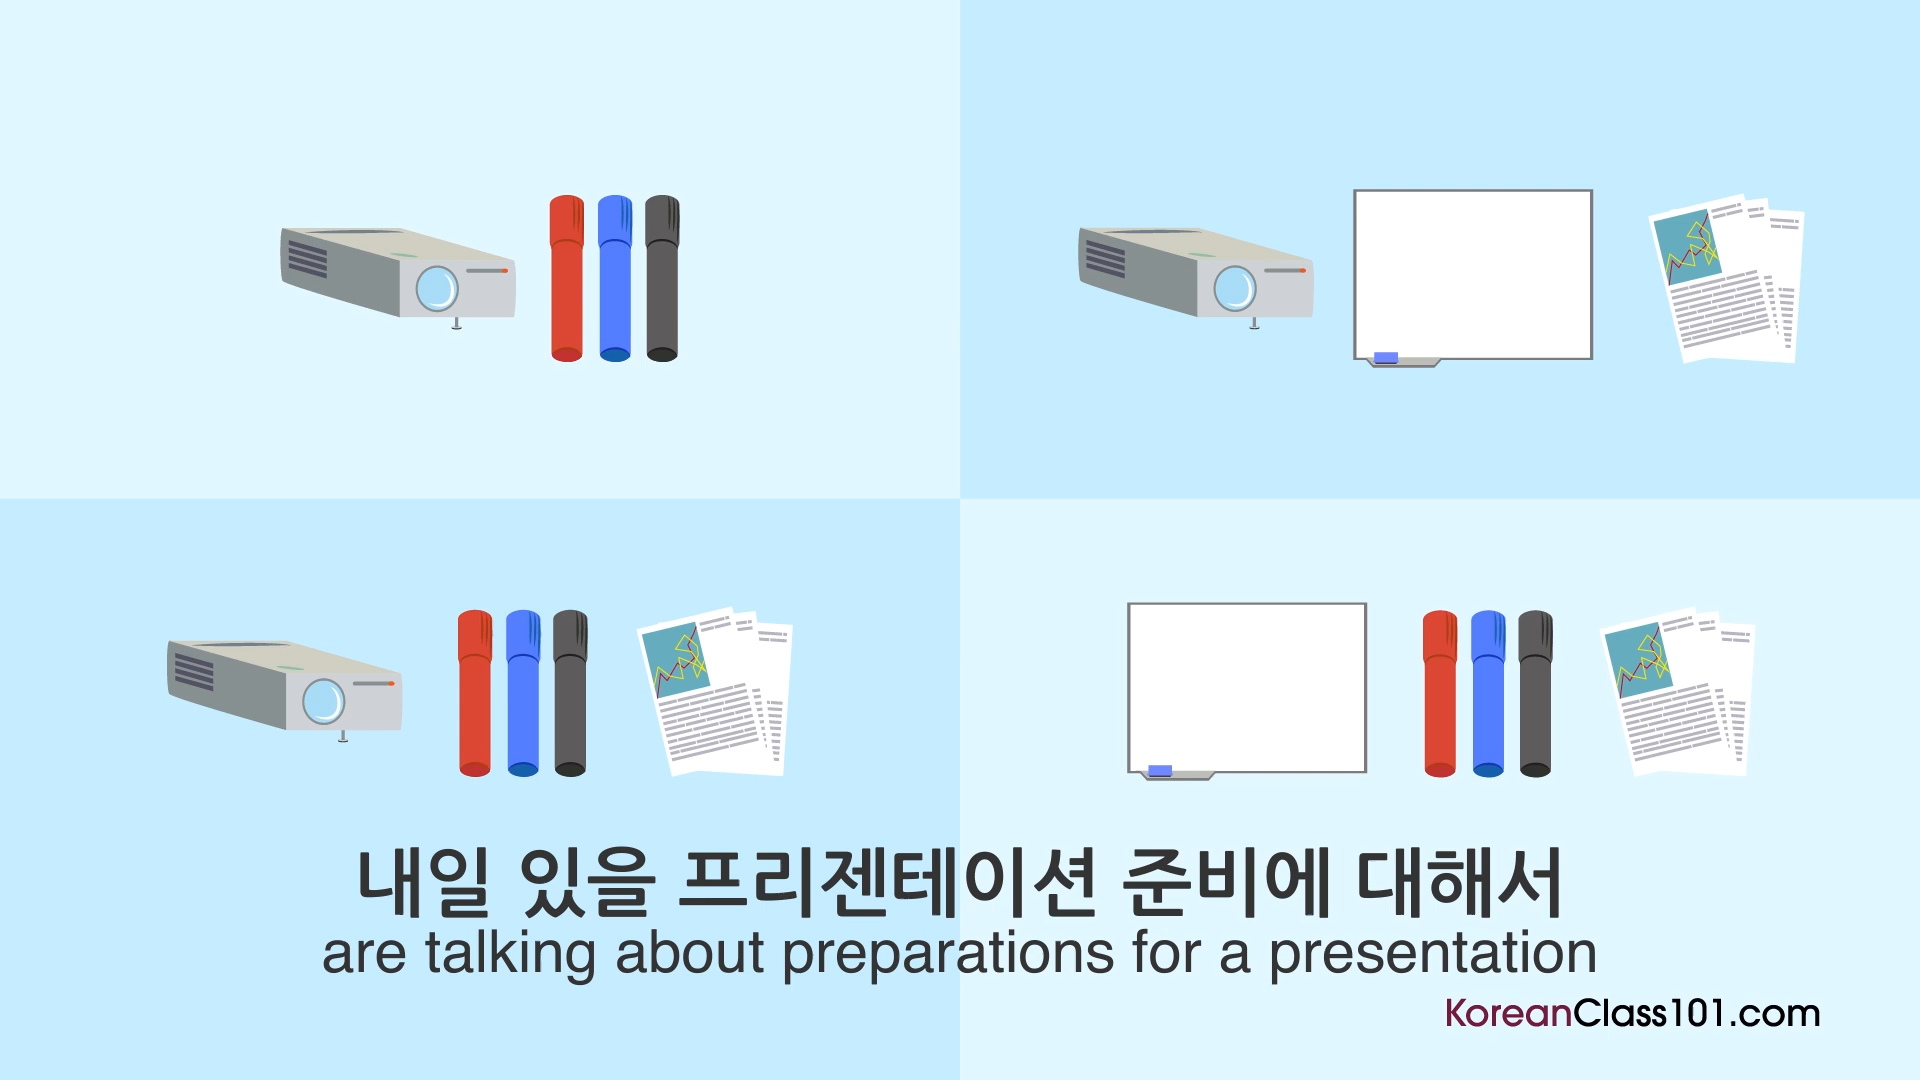 내일 있을 프리젠테이션 준비에 대해서
are talking about preparations for a presentation
KoreanClass101.com